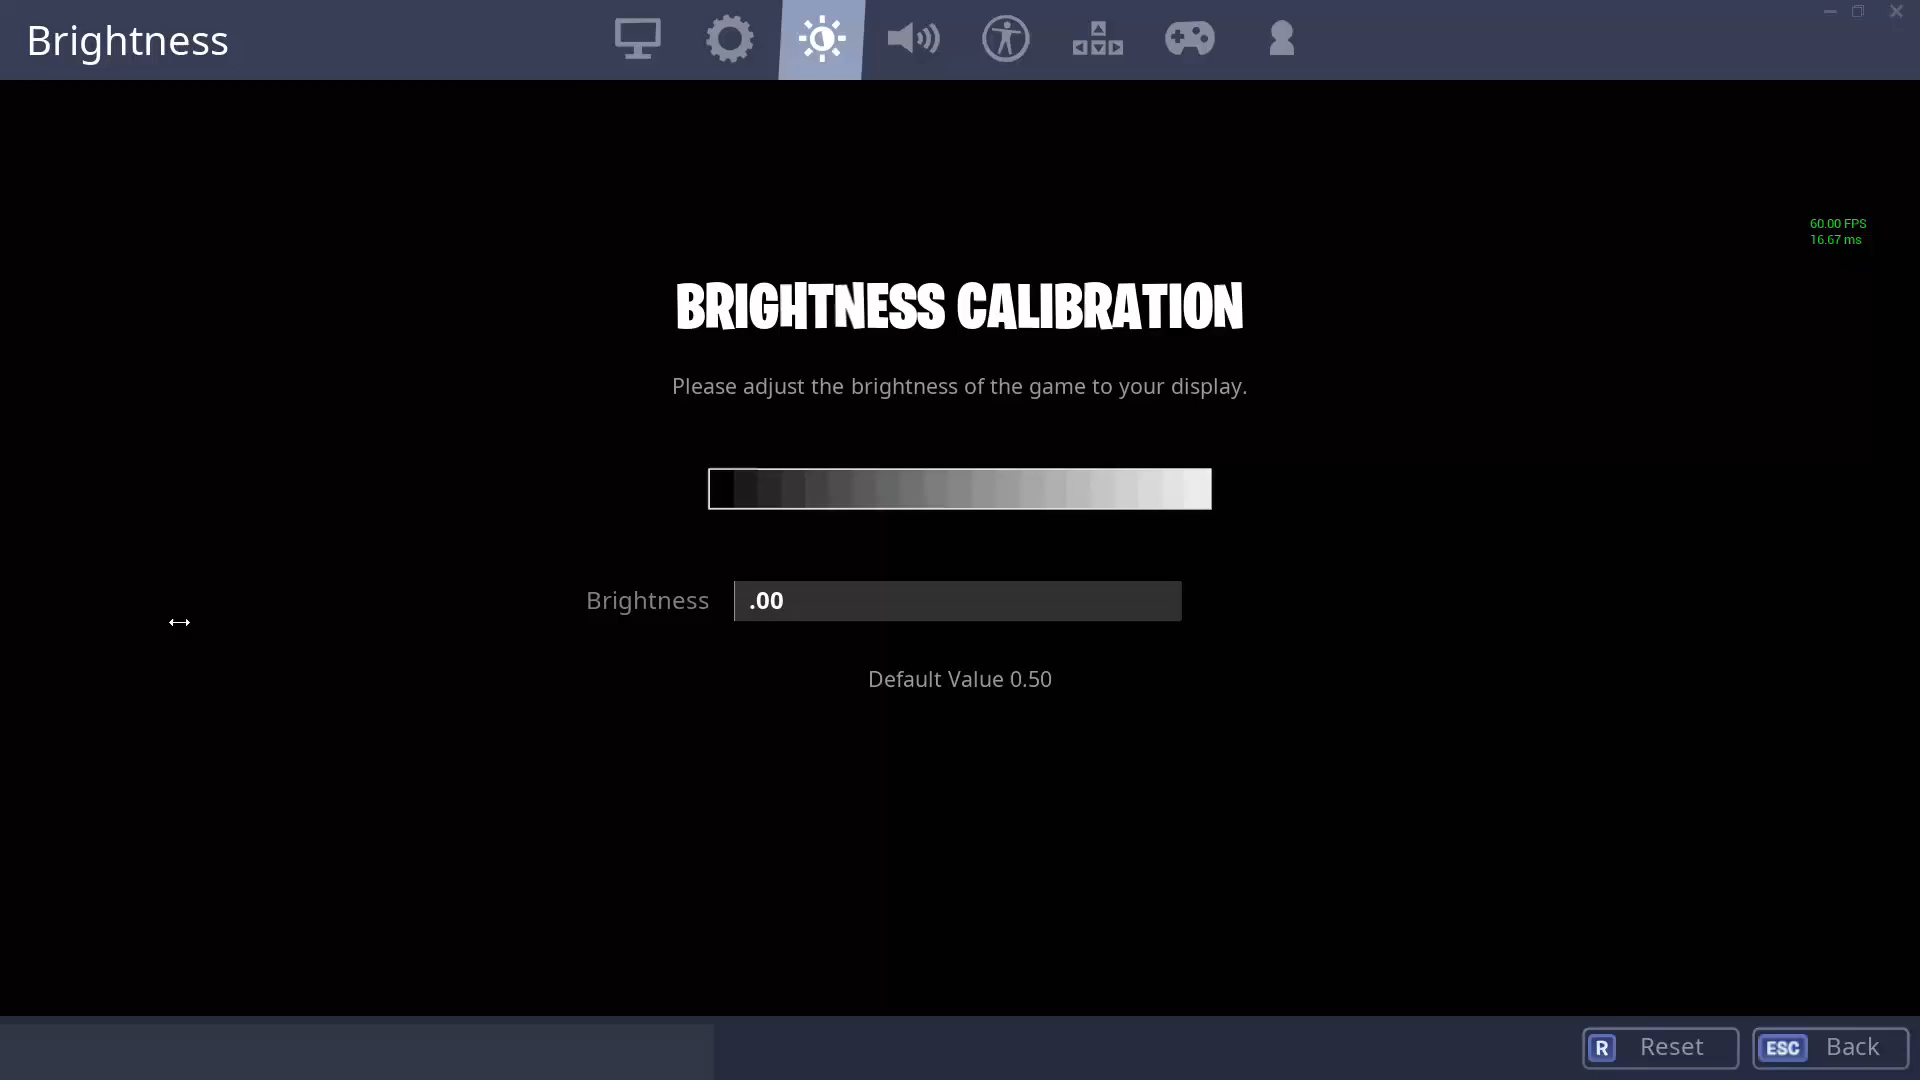 Brightness
60.00 FPS
16.67 ms
BRIGHTNESS CALIBRATION
Please adjust the brightness of the game to your display.
Brightness .00
Default Value 0.50
R Reset ESC Back